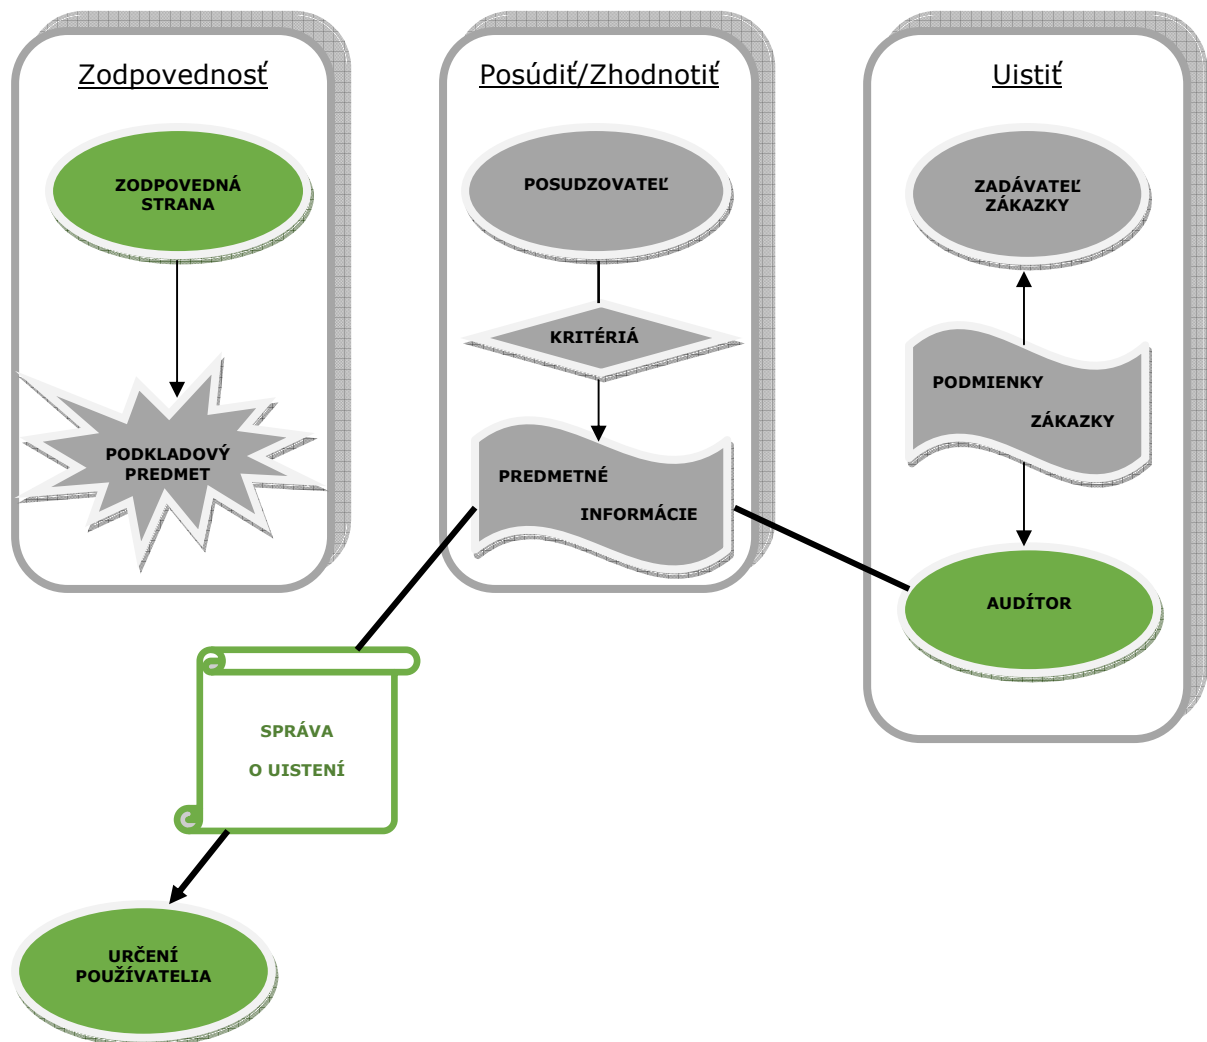 Zodpovednosť
ZODPOVEDNÁ
STRANA
PODKLADOVÝ
PREDMET
Posúdiť/Zhodnotiť
POSUDZOVATEĽ
KRITÉRIÁ
PREDMETNÉ
INFORMÁCIE
Uistiť
ZADÁVATEĽ
ZÁKAZKY
PODMIENKY
ZÁKAZKY
AUDÍTOR
SPRÁVA
O UISTENÍ
URČENÍ
POUŽÍVATELIA